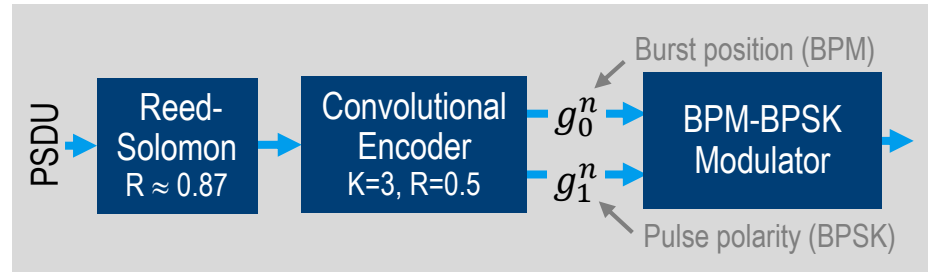 Burst position (BPM)
PSDU
Reed-
Solomon
R ≈ 0.87
Convolutional
Encoder
K=3, R=0.5
g₀ⁿ
g₁ⁿ
BPM-BPSK
Modulator
Pulse polarity (BPSK)